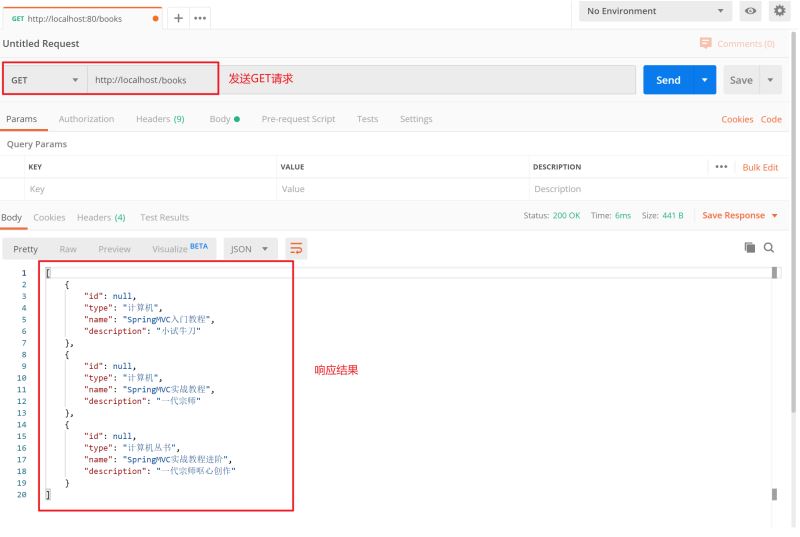 GET http://localhost:80/books
No Environment
Untitled Request
Comments (0)
GET http://localhost/books 发送GET请求 Send Save
Params Authorization Headers (9) Body Pre-request Script Tests Settings Cookies Code
Query Params
KEY VALUE DESCRIPTION Bulk Edit
Key Value Description
Body Cookies Headers (4) Test Results Status: 200 OK Time: 6ms Size: 441 B Save Response
Pretty Raw Preview Visualize BETA JSON
1 [
2 {
3 "id": null,
4 "type": "计算机",
5 "name": "SpringMVC入门教程",
6 "description": "小试牛刀"
7 },
8 {
9 "id": null,
响应结果
10 "type": "计算机",
11 "name": "SpringMVC实战教程",
12 "description": "一代宗师"
13 },
14 {
15 "id": null,
16 "type": "计算机丛书",
17 "name": "SpringMVC实战教程进阶",
18 "description": "一代宗师呕心创作"
19 }
20 ]